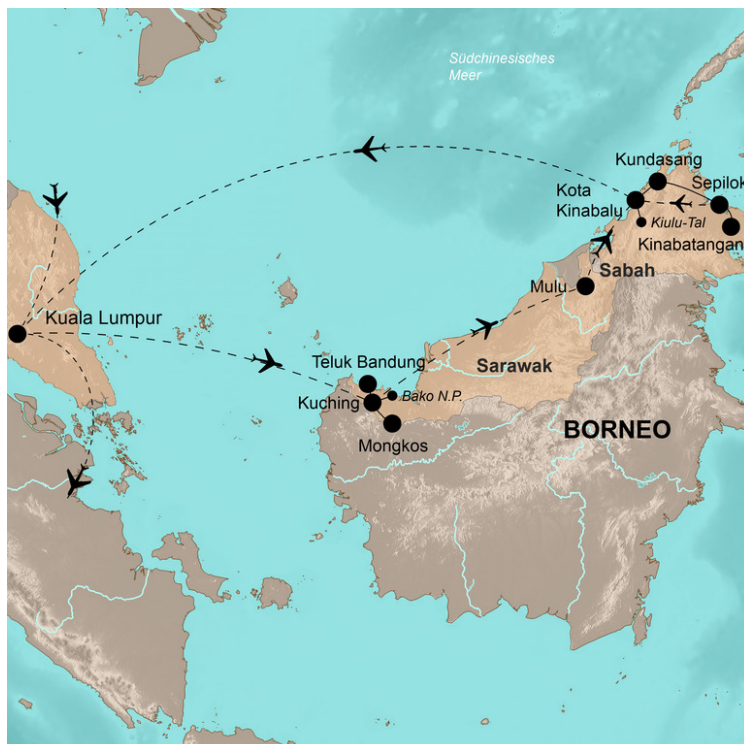 Südchinesisches
Meer
Kundasang
Sepilok
Kota
Kinabalu
Kiulu-Tal
Kinabatangan
Sabah
Mulu
Kuala Lumpur
Teluk Bandung
Sarawak
Bako N.P.
Kuching
BORNEO
Mongkos